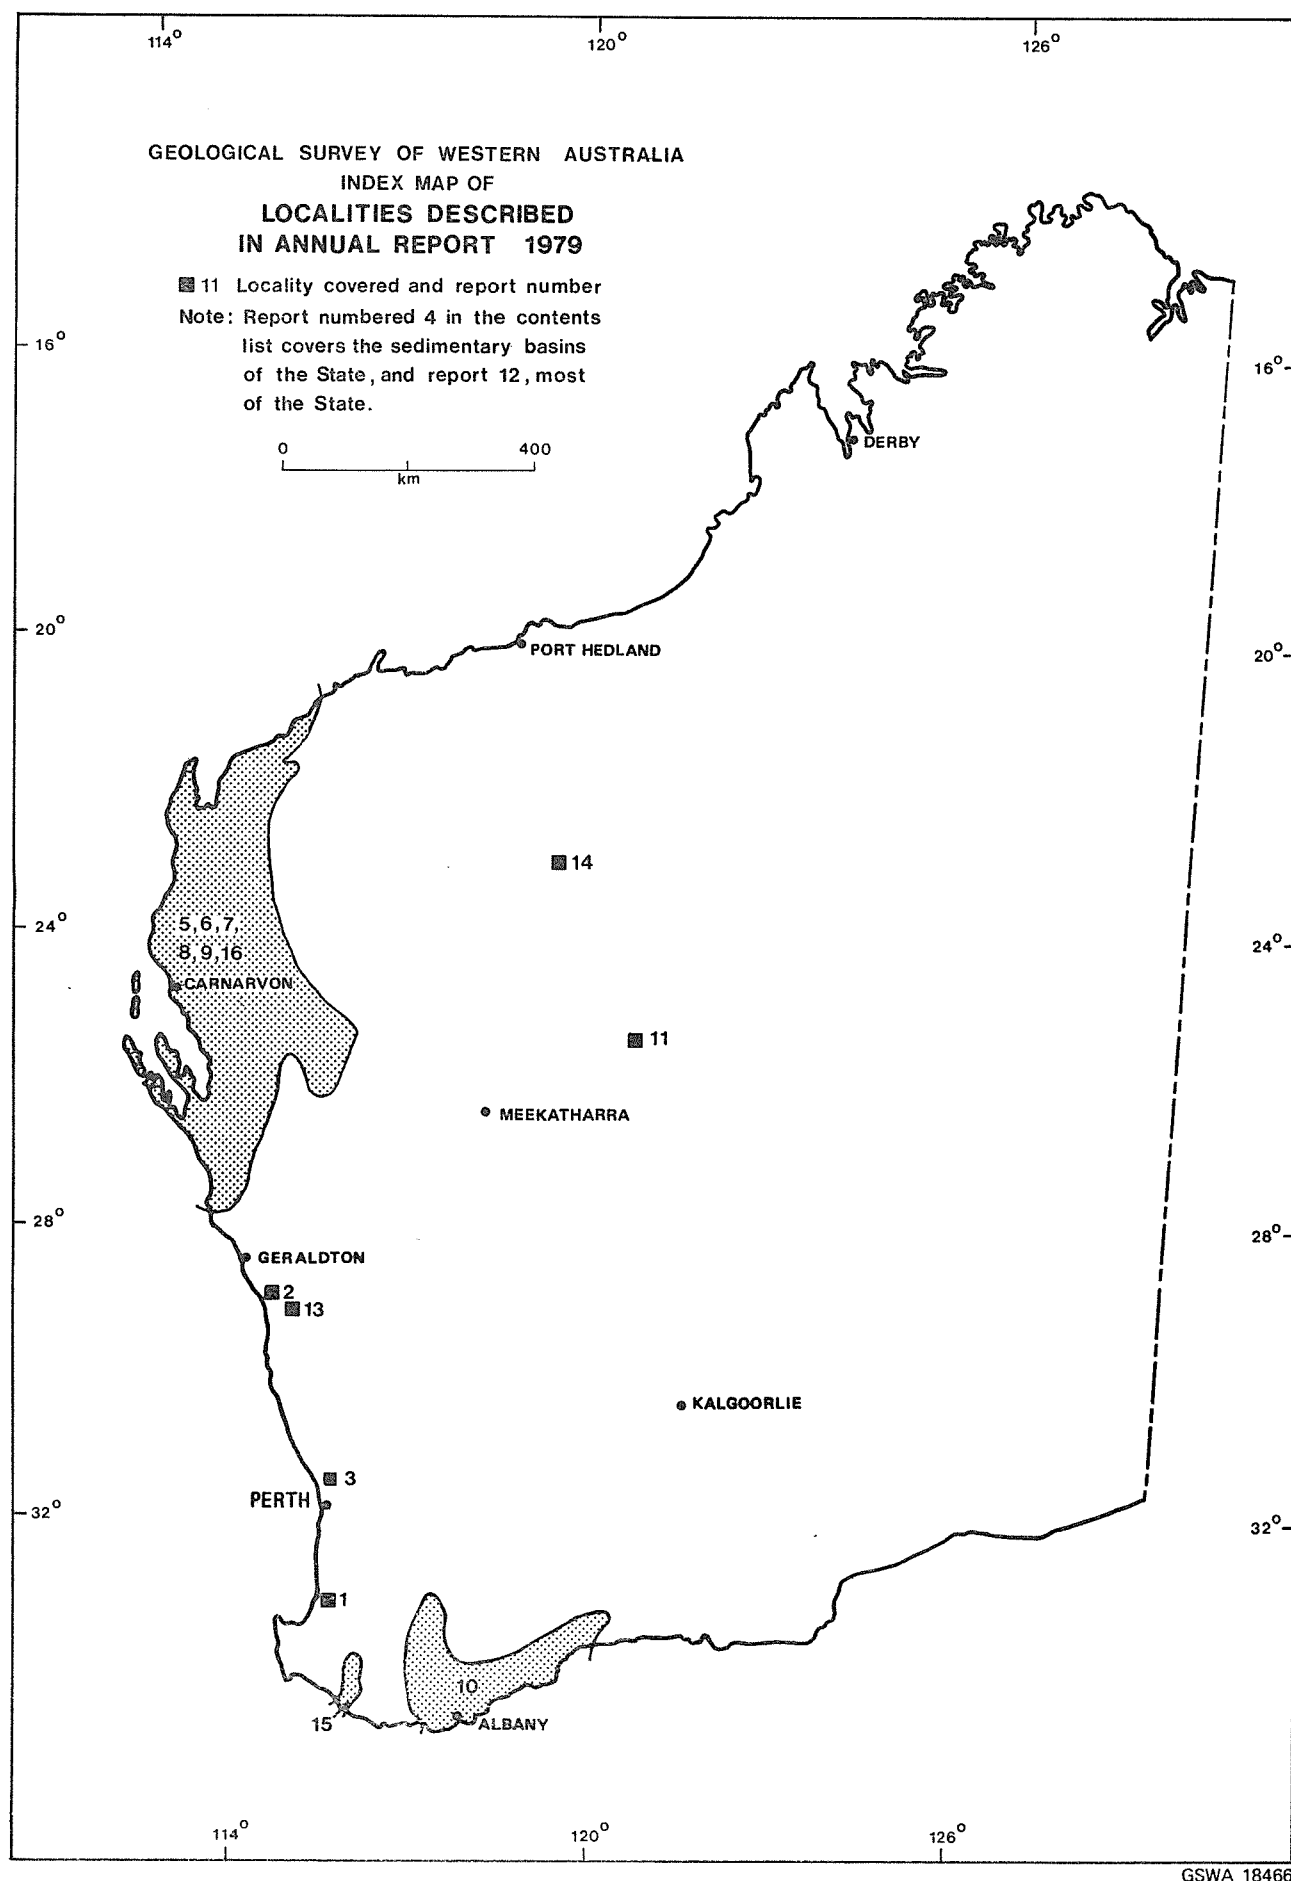 114° 120° 126°
GEOLOGICAL SURVEY OF WESTERN AUSTRALIA
INDEX MAP OF
LOCALITIES DESCRIBED
IN ANNUAL REPORT 1979
11 Locality covered and report number
Note: Report numbered 4 in the contents
list covers the sedimentary basins
of the State, and report 12, most
of the State.
0 400
km
16° 16°
DERBY
20° 20°
PORT HEDLAND
14
24° 24°
5,6,7,
8,9,16
CARNARVON
11
MEEKATHARRA
28° 28°
GERALDTON
2
13
KALGOORLIE
3
PERTH
32° 32°
1
10
15
ALBANY
114° 120° 126°
GSWA 18466